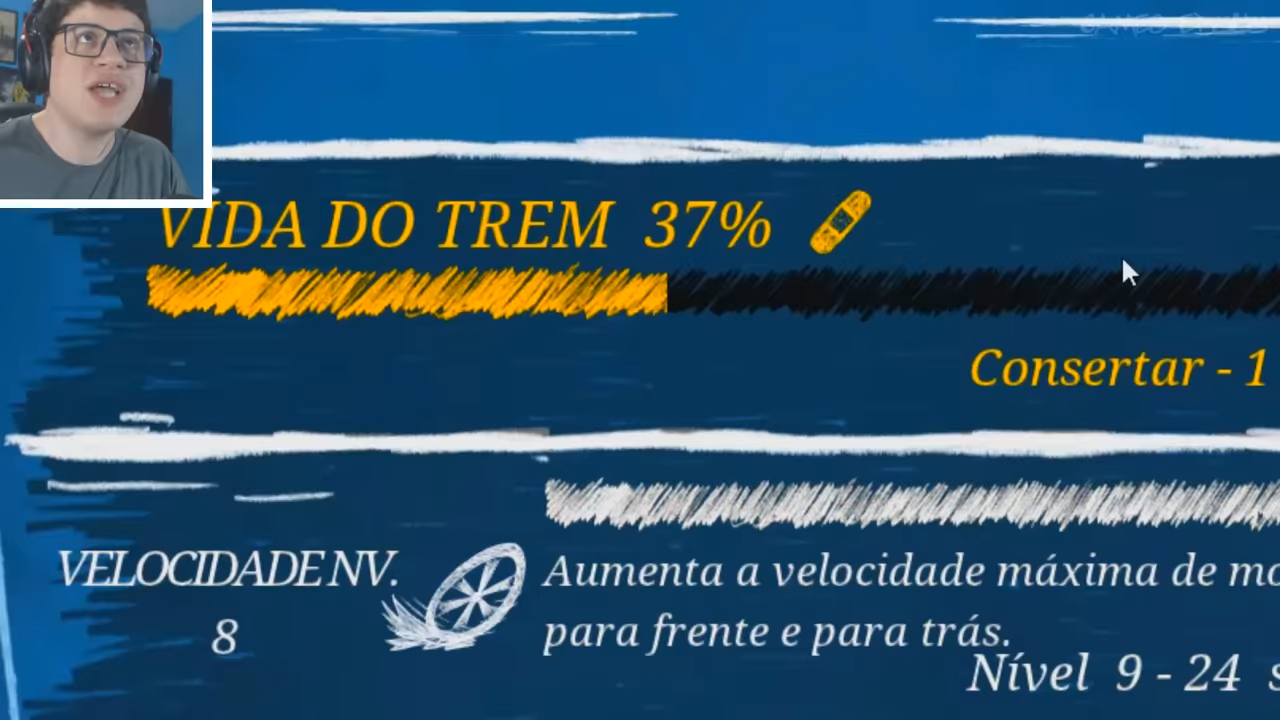 VIDA DO TREM 37%
Consertar - 1
VELOCIDADE NV.
8
Aumenta a velocidade máxima de mo
para frente e para trás.
Nível 9 - 24 s